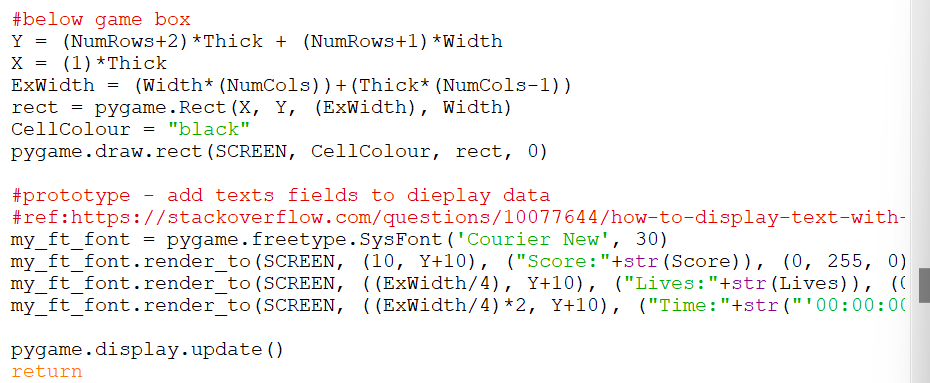 #below game box
Y = (NumRows+2)*Thick + (NumRows+1)*Width
X = (1)*Thick
ExWidth = (Width*(NumCols))+(Thick*(NumCols-1))
rect = pygame.Rect(X, Y, (ExWidth), Width)
CellColour = "black"
pygame.draw.rect(SCREEN, CellColour, rect, 0)
#prototype - add texts fields to dieplay data
#ref:https://stackoverflow.com/questions/10077644/how-to-display-text-with-
my_ft_font = pygame.freetype.SysFont('Courier New', 30)
my_ft_font.render_to(SCREEN, (10, Y+10), ("Score:"+str(Score)), (0, 255, 0)
my_ft_font.render_to(SCREEN, ((ExWidth/4), Y+10), ("Lives:"+str(Lives)), (
my_ft_font.render_to(SCREEN, ((ExWidth/4)*2, Y+10), ("Time:"+str("'00:00:0
pygame.display.update()
return